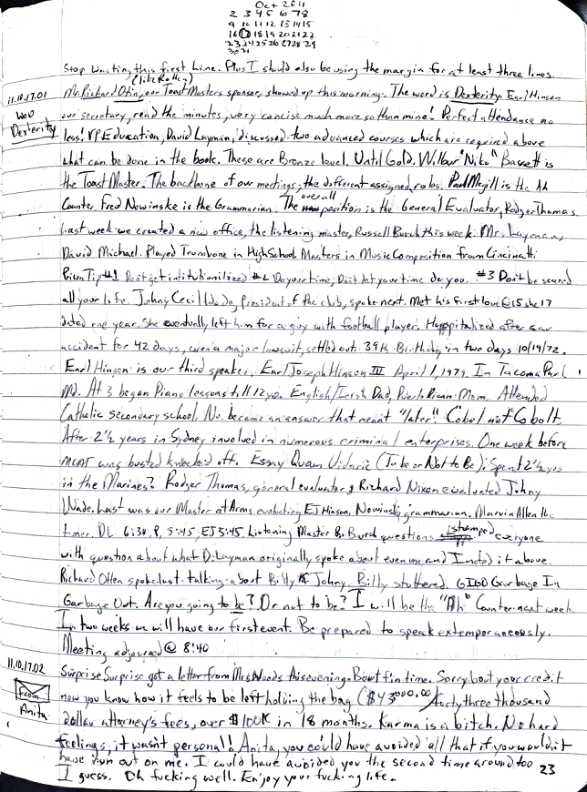 Oct 2011
2 3 4 5 6 7 8
9 10 11 12 13 14 15
16 17 18 19 20 21 22
23 24 25 26 27 28 29
30 31
Stop wasting this first line. Plus I should also be using the margin for at least three lines.
(like Rotten)
11.10.17.01
Mr. Richard Otin, our Toast Masters sponsor, showed up this morning. The word is Dexterity. Earl Hinson
Wed
Dexterity
our secretary, read the minutes, very concise much more so than mine! Perfect attendance no
less! VP Education, David Layman, discussed two advanced courses which are required above
what can be done in the book. These are Bronze level. Until Gold. Wilbur "Niko" Bassett is
the Toast Master. The backbone of our meetings, the different assigned roles. Paul Megill is the Ah
Counter. Fred Nowinske is the Grammarian. The overall position is the General Evaluator, Rodger Thomas.
Last week we created a new office, the listening master, Russell Burch this week. Mr. Layman,
David Michael. Played Trombone in High School Masters in Music Composition from Cincinatti
Prison Tip #1 Don't get institutionalized #2 Do your time, Don't let your time do you. #3 Don't be scared
all your life. Johny Cecil Wade, President of the club, spoke next. Met his first love @15 she 17
dated one year. She eventually left him for a guy with football players. Hospitalized after a car
accident for 42 days, won a major lawsuit, settled out. 39th Birthday in two days 10/19/72.
Earl Hinson is our third speaker. Earl Joseph Hinson III April 1, 1979. In Tacoma Park
Md. At 3 began Piano lessons till 12 yo. English/Irish Dad, Puerto Rican Mom. Attended
Catholic secondary school. No became an answer that meant "later". Cobol not Cobolt.
After 2½ years in Sydney involved in numerous criminal enterprises. One week before
MCAT was busted knocked off. Essay Quam Videric (To be or Not to Be). Spent 2½ yrs
in the Marines? Rodger Thomas, general evaluator & Richard Nixon evaluated Johny
Wade. Last was our Master at Arms evaluating EJ Hinson. Nowinski grammarian. Marvin Allen the
timer. DL 6:30, P, 5:45, EJ 5:45. Listening Master R. Burch questions stumped everyone
with question about what D. Layman originally spoke about even me and I noted it above.
Richard Otten spoke last talking about Billy & Johny. Billy stuttered. GIGO Garbage In
Garbage Out. Are you going to be? Or not to be? I will be the "Ah" Counter next week.
In two weeks we will have our first event. Be prepared to speak extemporaneously.
Meeting adjourned @ 8:40
11.10.17.02
Surprise Surprise got a letter from Ms Woods this evening. Bout fin time. Sorry bout your credit
From
Anita
now you know how it feels to be left holding the bag ($43000.00 forty three thousand
dollar attorney's fees, over $100K in 18 months. Karma is a bitch. No hard
feelings, it wasn't personal! Anita, you could have avoided all that if you wouldn't
have run out on me. I could have avoided you the second time around too
I guess. Oh fucking well. Enjoy your fucking life.
23